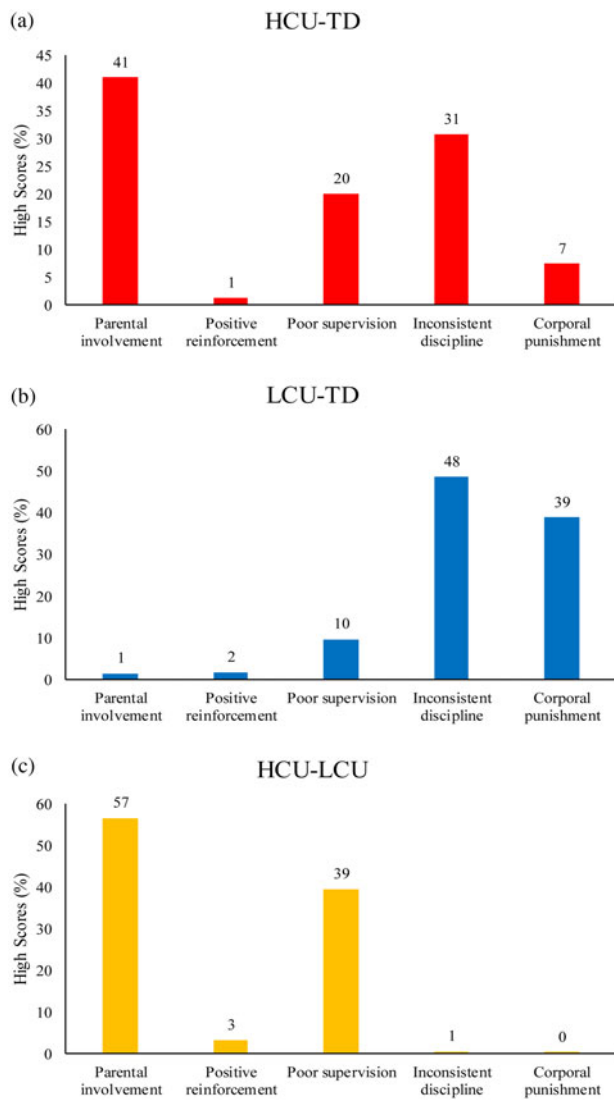 (a)
HCU-TD
High Scores (%)
45
40
35
30
25
20
15
10
5
0
41
1
20
31
7
Parental
involvement
Positive
reinforcement
Poor supervision
Inconsistent
discipline
Corporal
punishment
(b)
LCU-TD
High Scores (%)
60
50
40
30
20
10
0
1
2
10
48
39
Parental
involvement
Positive
reinforcement
Poor supervision
Inconsistent
discipline
Corporal
punishment
(c)
HCU-LCU
High Scores (%)
60
50
40
30
20
10
0
57
3
39
1
0
Parental
involvement
Positive
reinforcement
Poor supervision
Inconsistent
discipline
Corporal
punishment